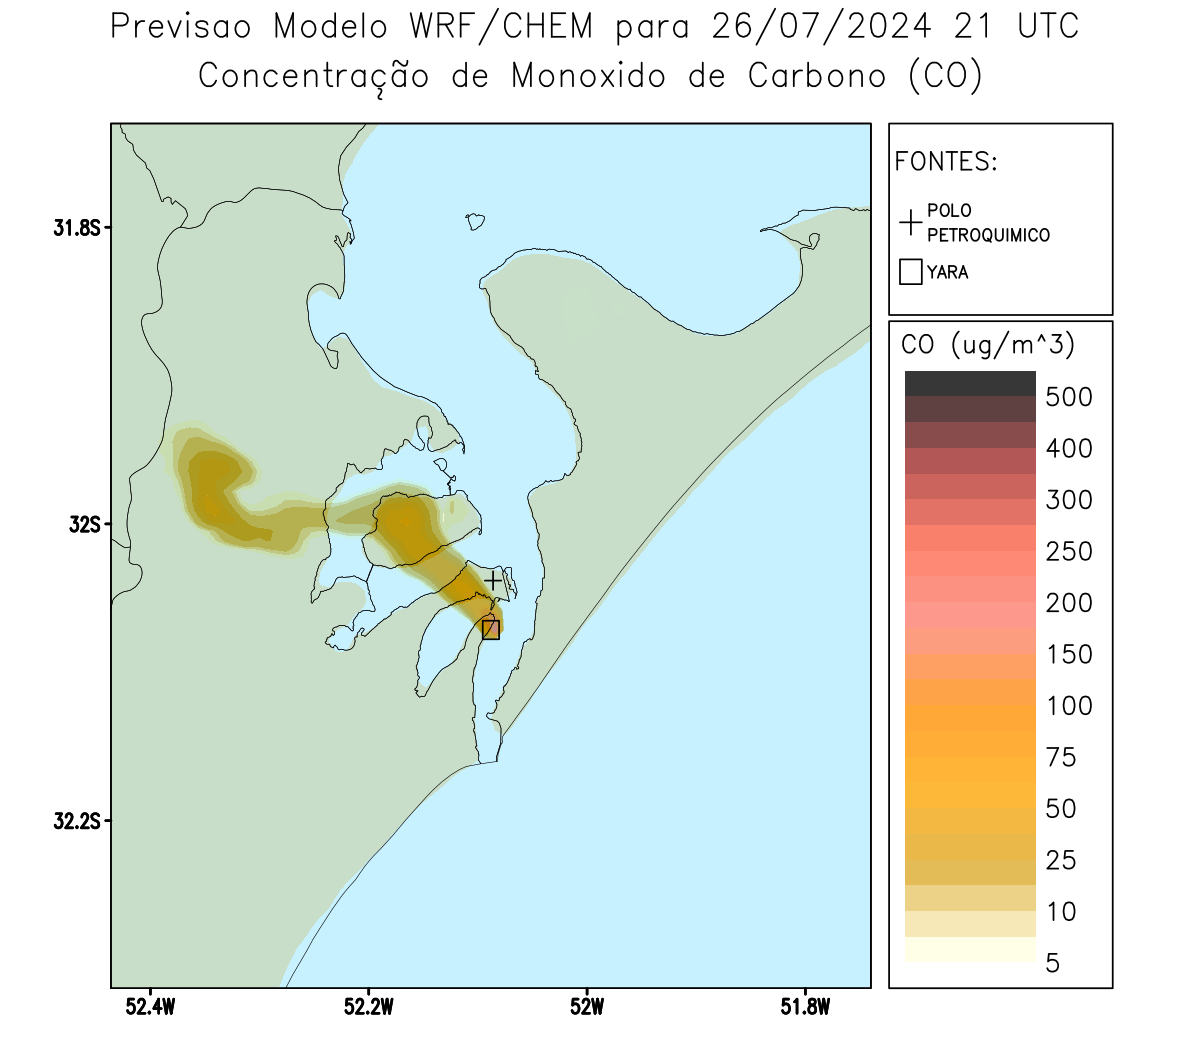 Previsao Modelo WRF/CHEM para 26/07/2024 21 UTC
Concentração de Monoxido de Carbono (CO)
FONTES:
POLO
PETROQUIMICO
YARA
CO (ug/m^3)
500
400
300
250
200
150
100
75
50
25
10
5
31.8S
32S
32.2S
52.4W
52.2W
52W
51.8W